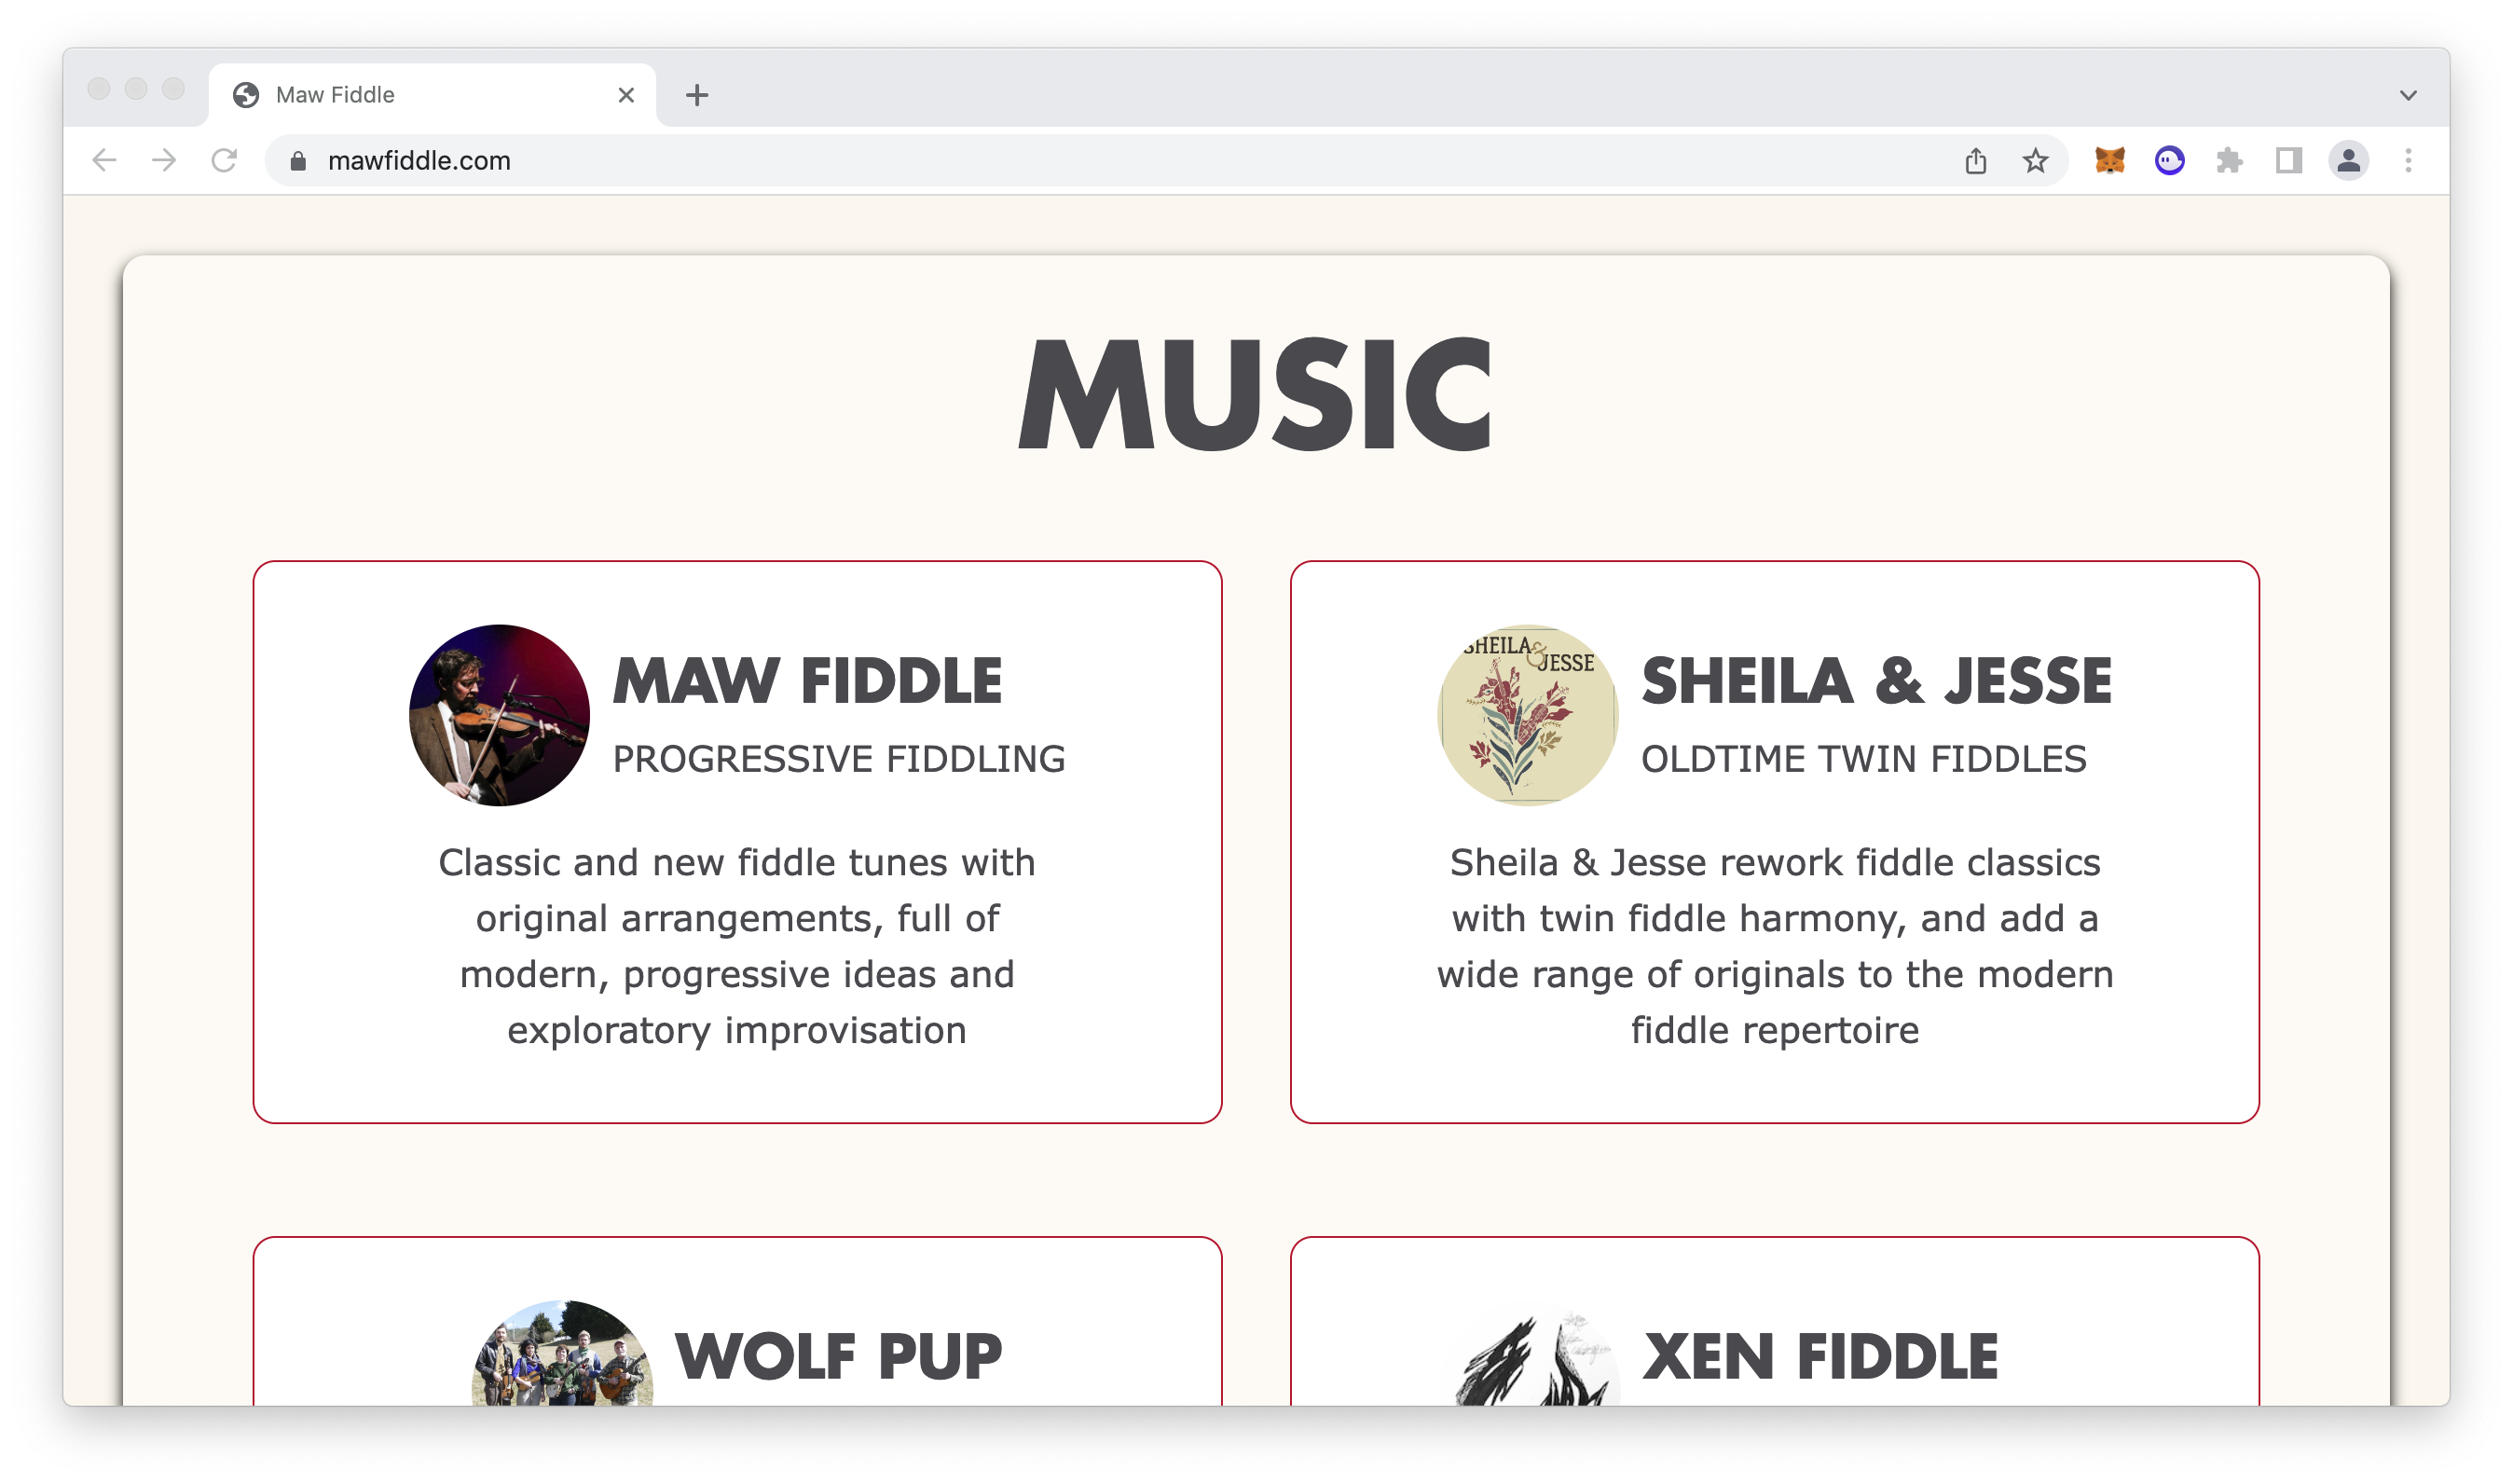 Maw Fiddle
mawfiddle.com
MUSIC
MAW FIDDLE
PROGRESSIVE FIDDLING
Classic and new fiddle tunes with
original arrangements, full of
modern, progressive ideas and
exploratory improvisation
SHEILA &
JESSE
SHEILA & JESSE
OLDTIME TWIN FIDDLES
Sheila & Jesse rework fiddle classics
with twin fiddle harmony, and add a
wide range of originals to the modern
fiddle repertoire
WOLF PUP
XEN FIDDLE